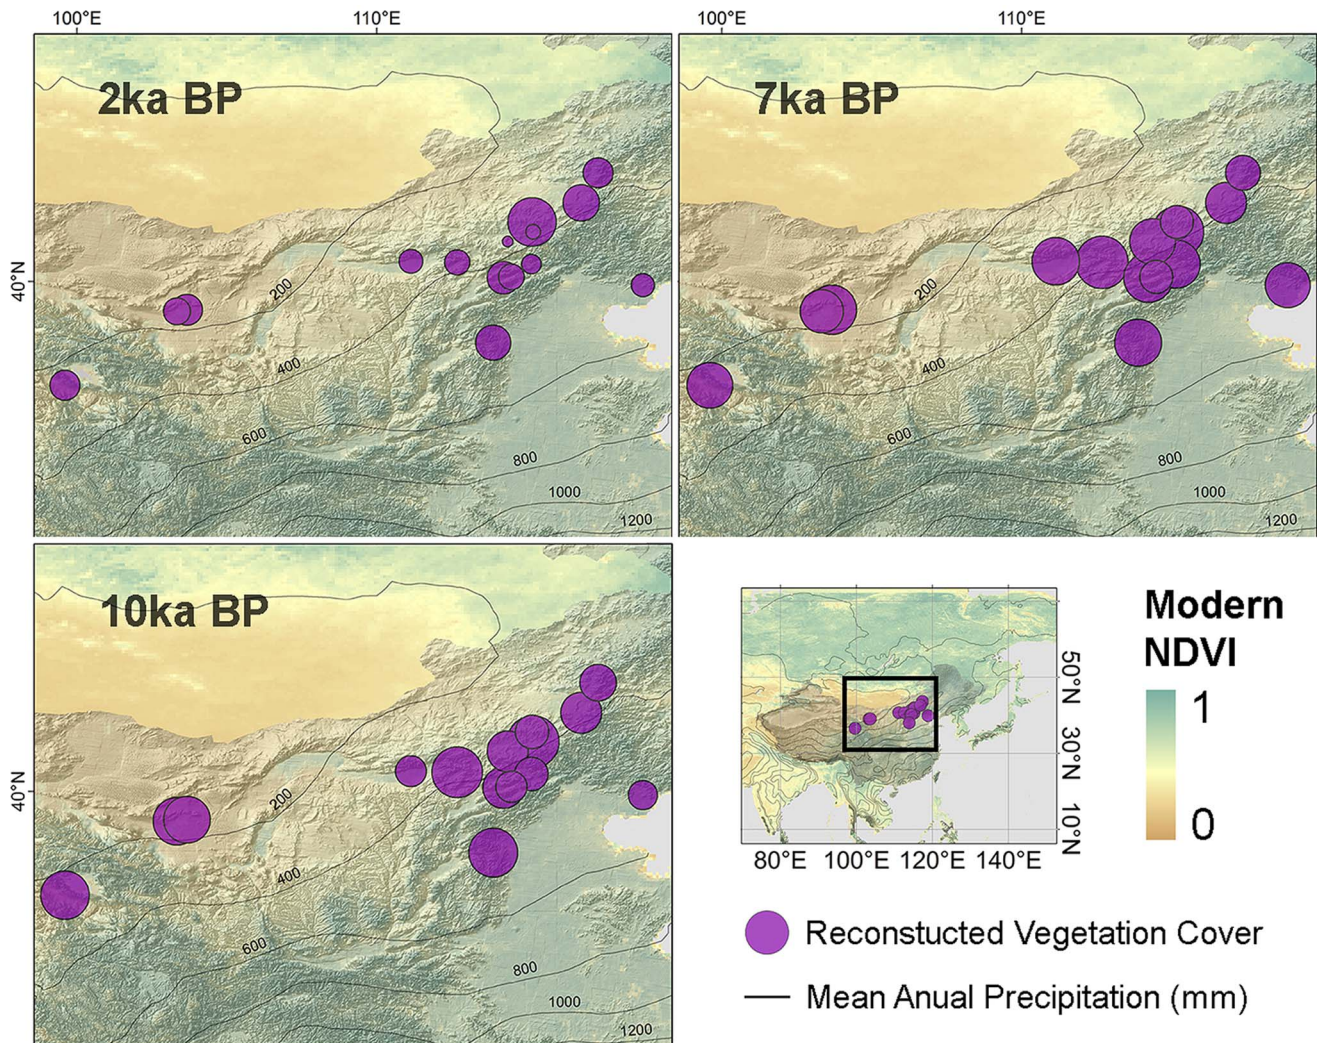 100°E 110°E 100°E 110°E
2ka BP 7ka BP
40°N
200 200
400 400
600 600
800 800
1000 1000
1200 1200
10ka BP
40°N
200
400
600
800
1000
1200
50°N
30°N
10°N
80°E 100°E 120°E 140°E
Modern
NDVI
1
0
Reconstucted Vegetation Cover
Mean Anual Precipitation (mm)